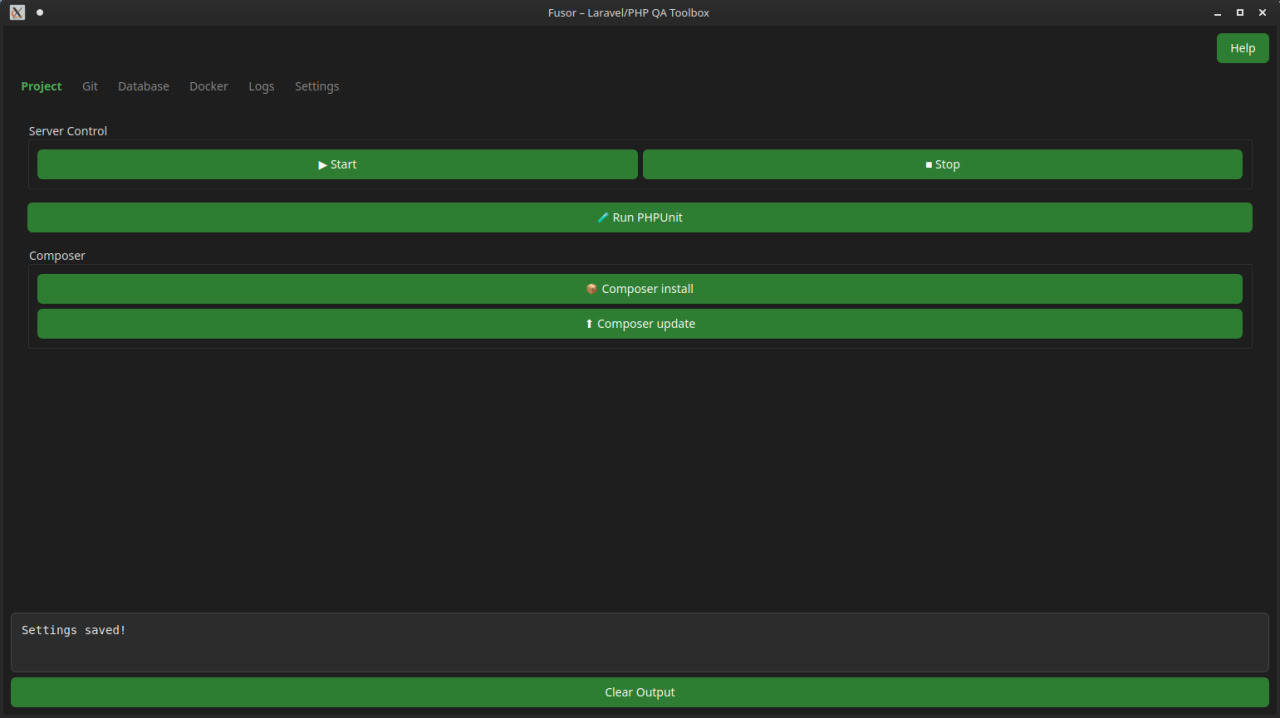 Fusor – Laravel/PHP QA Toolbox
Help
Project Git Database Docker Logs Settings
Server Control
▶ Start ■ Stop
🧪 Run PHPUnit
Composer
📦 Composer install
⬆ Composer update
Settings saved!
Clear Output